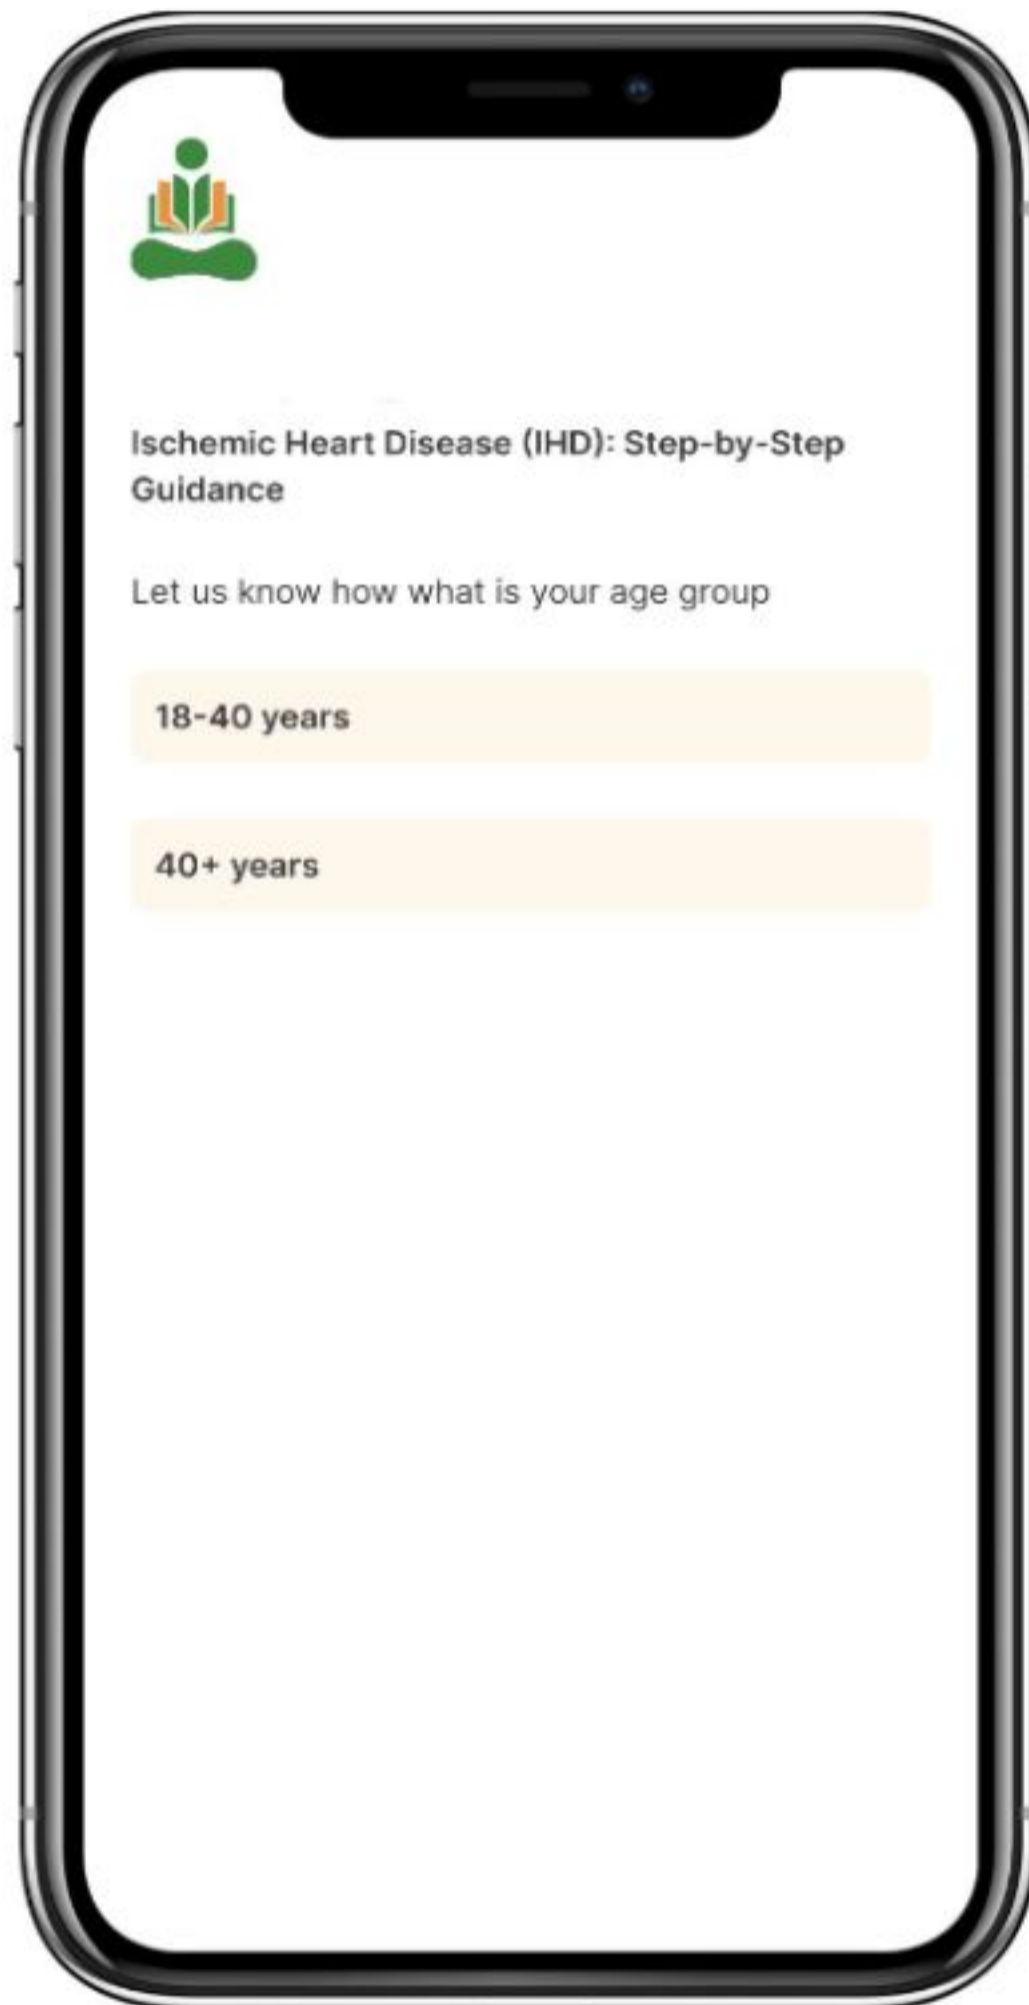 Ischemic Heart Disease (IHD): Step-by-Step
Guidance
Let us know how what is your age group
18-40 years
40+ years